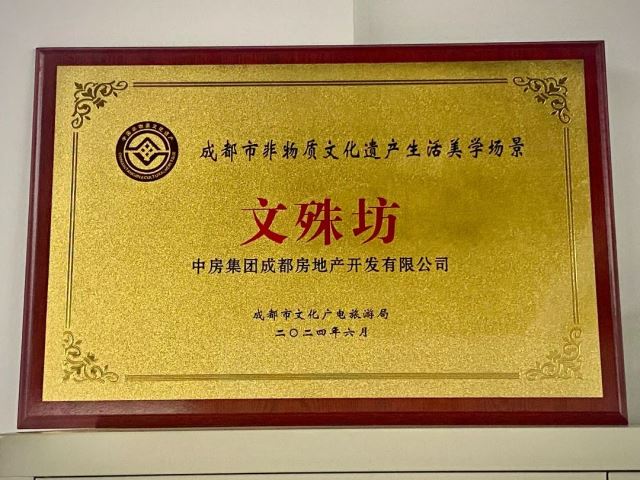 成都市非物质文化遗产生活美学场景
文殊坊
中房集团成都房地产开发有限公司
成都市文化广电旅游局
二〇二四年六月